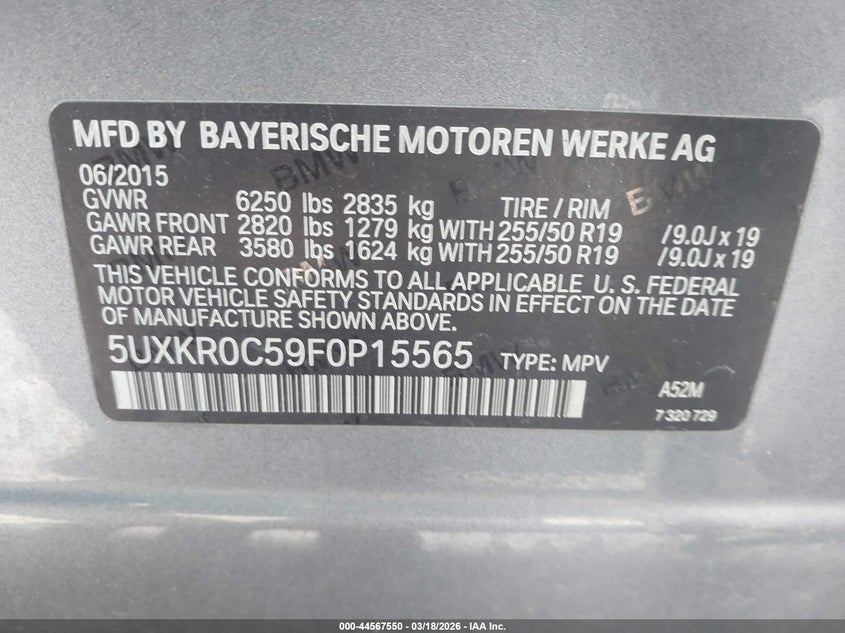 MFD BY BAYERISCHE MOTOREN WERKE AG
06/2015
GVWR 6250 lbs 2835 kg TIRE / RIM
GAWR FRONT 2820 lbs 1279 kg WITH 255/50 R19 /9.0J x 19
GAWR REAR 3580 lbs 1624 kg WITH 255/50 R19 /9.0J x 19
THIS VEHICLE CONFORMS TO ALL APPLICABLE U. S. FEDERAL
MOTOR VEHICLE SAFETY STANDARDS IN EFFECT ON THE DATE
OF MANUFACTURE SHOWN ABOVE.
5UXKR0C59F0P15565 TYPE: MPV
A52M
7 320 729
000-44567550 | 03/18/2026 - IAA Inc.